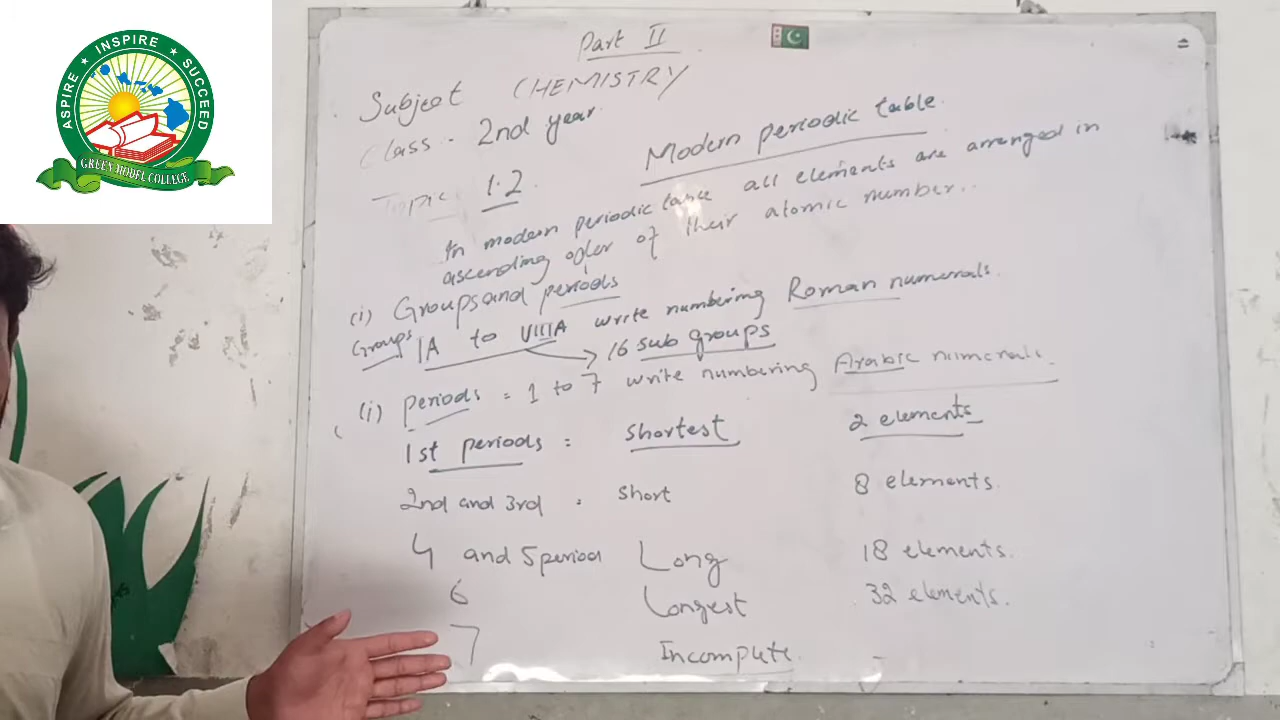 ASPIRE ★ INSPIRE ★ SUCCEED
GREEN MODEL COLLEGE
Part II
Subject CHEMISTRY
Class - 2nd year
Topic 1.2
Modern periodic table
In modern periodic table all elements are arranged in
ascending of their atomic number..
(i) Groups and periods
Groups IA to VIIIA write numbering Roman numerals.
16 sub groups
(i) periods = 1 to 7 write numbering Arabic numerals.
1st periods = shortest 2 elements
2nd and 3rd = short 8 elements
4 and 5 period Long 18 elements.
6 Longest 32 elements.
7 Incomplete -